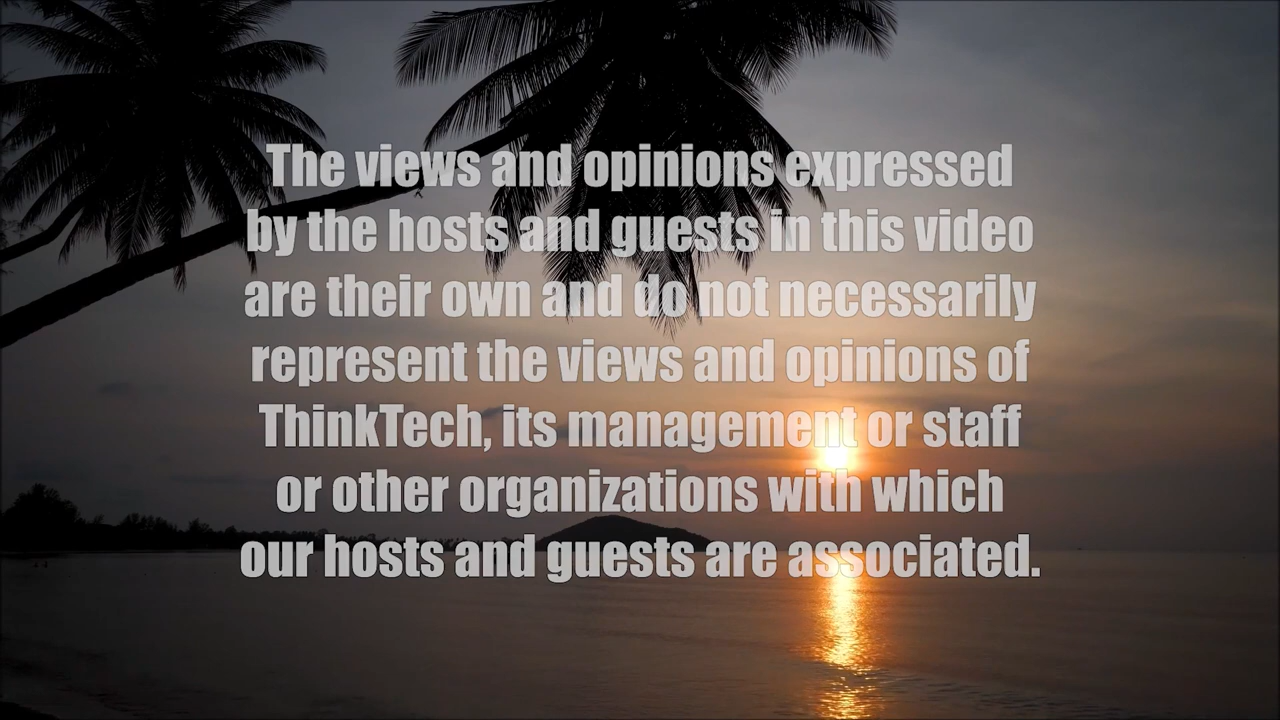 The views and opinions expressed
by the hosts and guests in this video
are their own and do not necessarily
represent the views and opinions of
ThinkTech, its management or staff
or other organizations with which
our hosts and guests are associated.